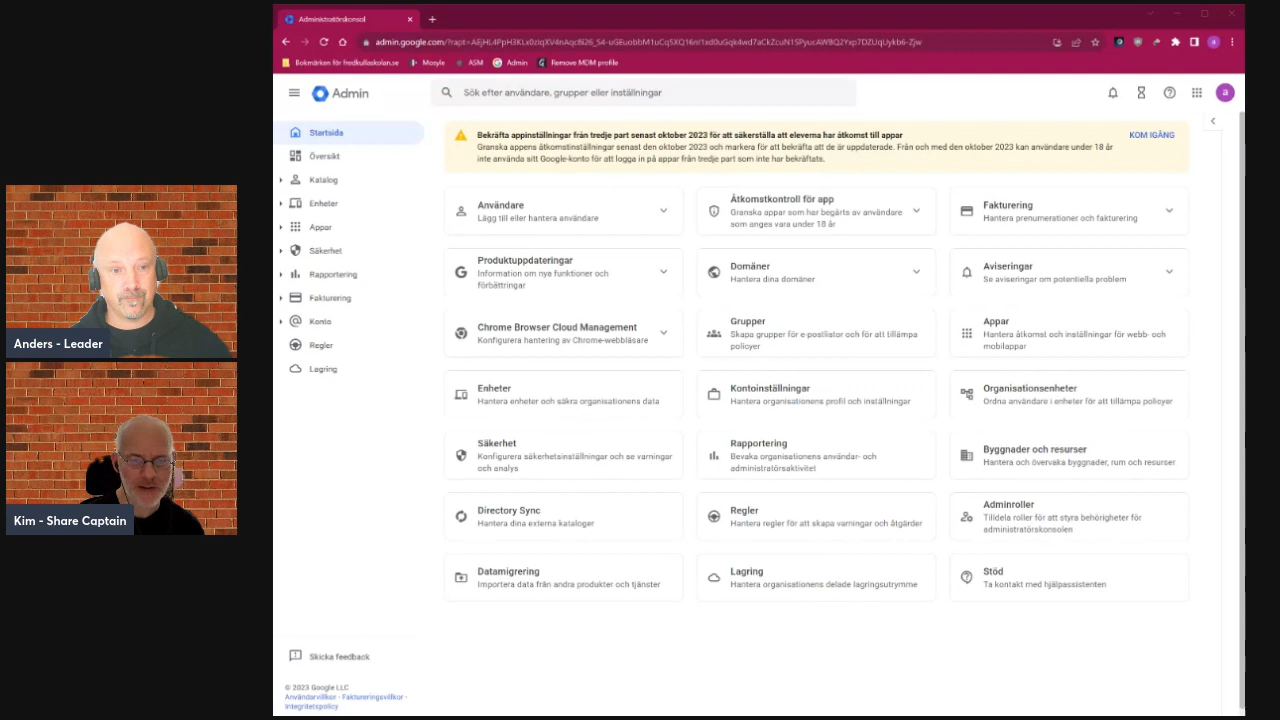 Administratörskonsol
Bokmärken för fredkullaskolan.se
Mosyle
ASM
Admin
Remove MDM profile
Admin
Sök efter användare, grupper eller inställningar
a
Startsida
Översikt
Katalog
Enheter
Appar
Säkerhet
Rapportering
Fakturering
Konto
Regler
Lagring
Bekräfta appinställningar från tredje part senast oktober 2023 för att säkerställa att eleverna har åtkomst till appar
KOM IGÅNG
Granska appens åtkomstinställningar senast den oktober 2023 och markera för att bekräfta att de är uppdaterade. Från och med den oktober 2023 kan användare under 18 år
inte använda sitt Google-konto för att logga in på appar från tredje part som inte har bekräftats.
Användare
Lägg till eller hantera användare
Åtkomstkontroll för app
Granska appar som har begärts av användare
som anges vara under 18 år
Fakturering
Hantera prenumerationer och fakturering
Produktuppdateringar
Information om nya funktioner och
förbättringar
Domäner
Hantera dina domäner
Aviseringar
Se aviseringar om potentiella problem
Chrome Browser Cloud Management
Konfigurera hantering av Chrome-webbläsare
Grupper
Skapa grupper för e-postlistor och för att tillämpa
policyer
Appar
Hantera åtkomst och inställningar för webb- och
mobilappar
Enheter
Hantera enheter och säkra organisationens data
Kontoinställningar
Hantera organisationens profil och inställningar
Organisationsenheter
Ordna användare i enheter för att tillämpa policyer
Säkerhet
Konfigurera säkerhetsinställningar och se varningar
och analys
Rapportering
Bevaka organisationens användar- och
administratörsaktivitet
Byggnader och resurser
Hantera och övervaka byggnader, rum och resurser
Directory Sync
Hantera dina externa kataloger
Regler
Hantera regler för att skapa varningar och åtgärder
Adminroller
Tilldela roller för att styra behörigheter för
administratörskonsolen
Datamigrering
Importera data från andra produkter och tjänster
Lagring
Hantera organisationens delade lagringsutrymme
Stöd
Ta kontakt med hjälpassistenten
Skicka feedback
© 2023 Google LLC
Användarvillkor - Faktureringsvillkor -
Integritetspolicy
Anders - Leader
Kim - Share Captain